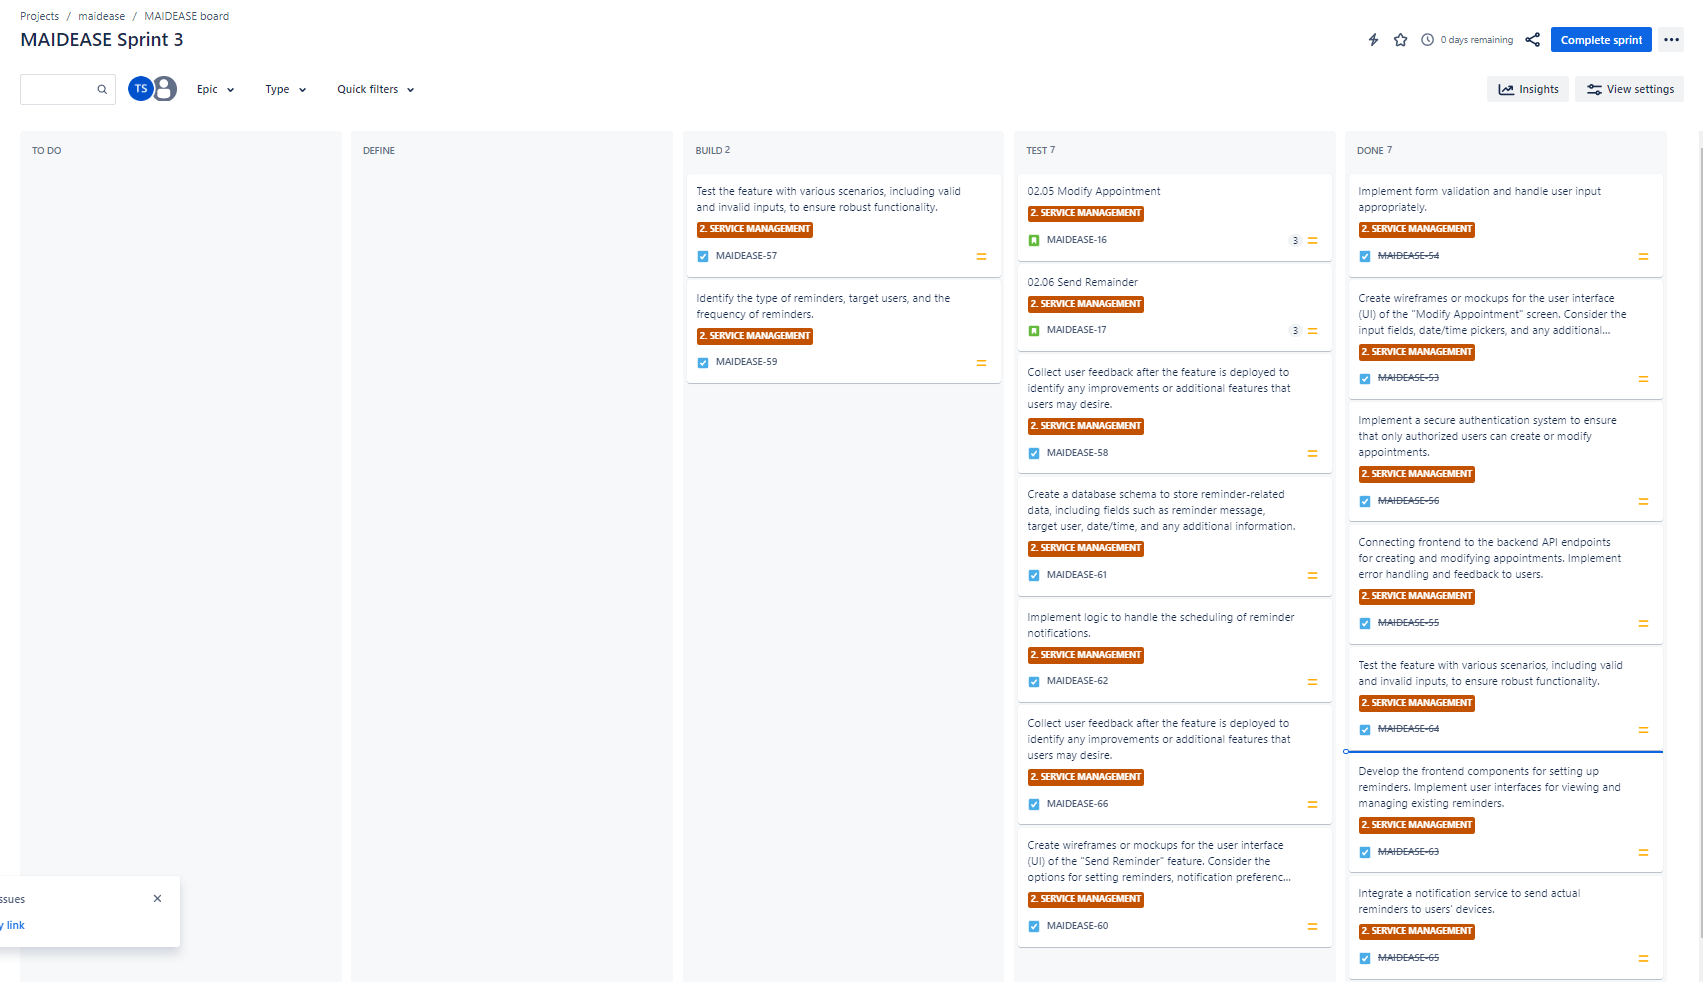 Projects / maidease / MAIDEASE board
MAIDEASE Sprint 3
0 days remaining
Complete sprint
TS
Epic
Type
Quick filters
Insights
View settings
TO DO
DEFINE
BUILD 2
Test the feature with various scenarios, including valid
and invalid inputs, to ensure robust functionality.
2. SERVICE MANAGEMENT
MAIDEASE-57
Identify the type of reminders, target users, and the
frequency of reminders.
2. SERVICE MANAGEMENT
MAIDEASE-59
TEST 7
02.05 Modify Appointment
2. SERVICE MANAGEMENT
MAIDEASE-16
3
02.06 Send Remainder
2. SERVICE MANAGEMENT
MAIDEASE-17
3
Collect user feedback after the feature is deployed to
identify any improvements or additional features that
users may desire.
2. SERVICE MANAGEMENT
MAIDEASE-58
Create a database schema to store reminder-related
data, including fields such as reminder message,
target user, date/time, and any additional information.
2. SERVICE MANAGEMENT
MAIDEASE-61
Implement logic to handle the scheduling of reminder
notifications.
2. SERVICE MANAGEMENT
MAIDEASE-62
Collect user feedback after the feature is deployed to
identify any improvements or additional features that
users may desire.
2. SERVICE MANAGEMENT
MAIDEASE-66
Create wireframes or mockups for the user interface
(UI) of the "Send Reminder" feature. Consider the
options for setting reminders, notification preferenc...
2. SERVICE MANAGEMENT
MAIDEASE-60
DONE 7
Implement form validation and handle user input
appropriately.
2. SERVICE MANAGEMENT
MAIDEASE-54
Create wireframes or mockups for the user interface
(UI) of the "Modify Appointment" screen. Consider the
input fields, date/time pickers, and any additional...
2. SERVICE MANAGEMENT
MAIDEASE-53
Implement a secure authentication system to ensure
that only authorized users can create or modify
appointments.
2. SERVICE MANAGEMENT
MAIDEASE-56
Connecting frontend to the backend API endpoints
for creating and modifying appointments. Implement
error handling and feedback to users.
2. SERVICE MANAGEMENT
MAIDEASE-55
Test the feature with various scenarios, including valid
and invalid inputs, to ensure robust functionality.
2. SERVICE MANAGEMENT
MAIDEASE-64
Develop the frontend components for setting up
reminders. Implement user interfaces for viewing and
managing existing reminders.
2. SERVICE MANAGEMENT
MAIDEASE-63
Integrate a notification service to send actual
reminders to users' devices.
2. SERVICE MANAGEMENT
MAIDEASE-65
ssues
y link